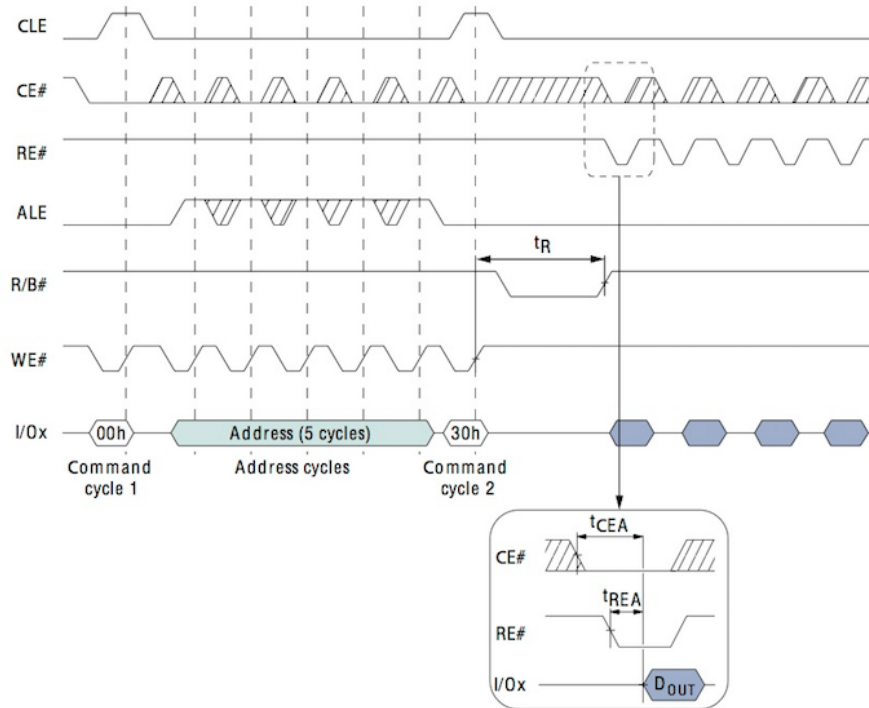 CLE
CE#
RE#
ALE
tR
R/B#
WE#
I/Ox
00h
Address (5 cycles)
30h
Command cycle 1
Address cycles
Command cycle 2
tCEA
CE#
tREA
RE#
I/Ox
DOUT